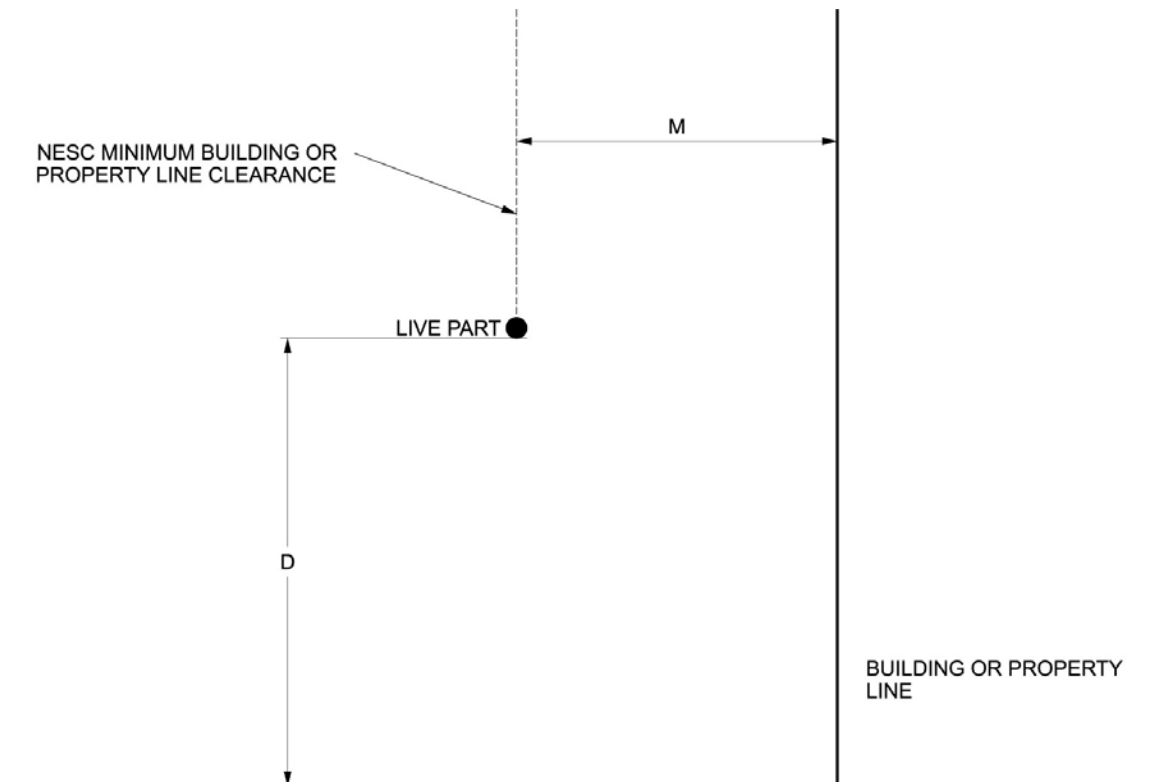 M
NESC MINIMUM BUILDING OR
PROPERTY LINE CLEARANCE
LIVE PART
D
BUILDING OR PROPERTY
LINE